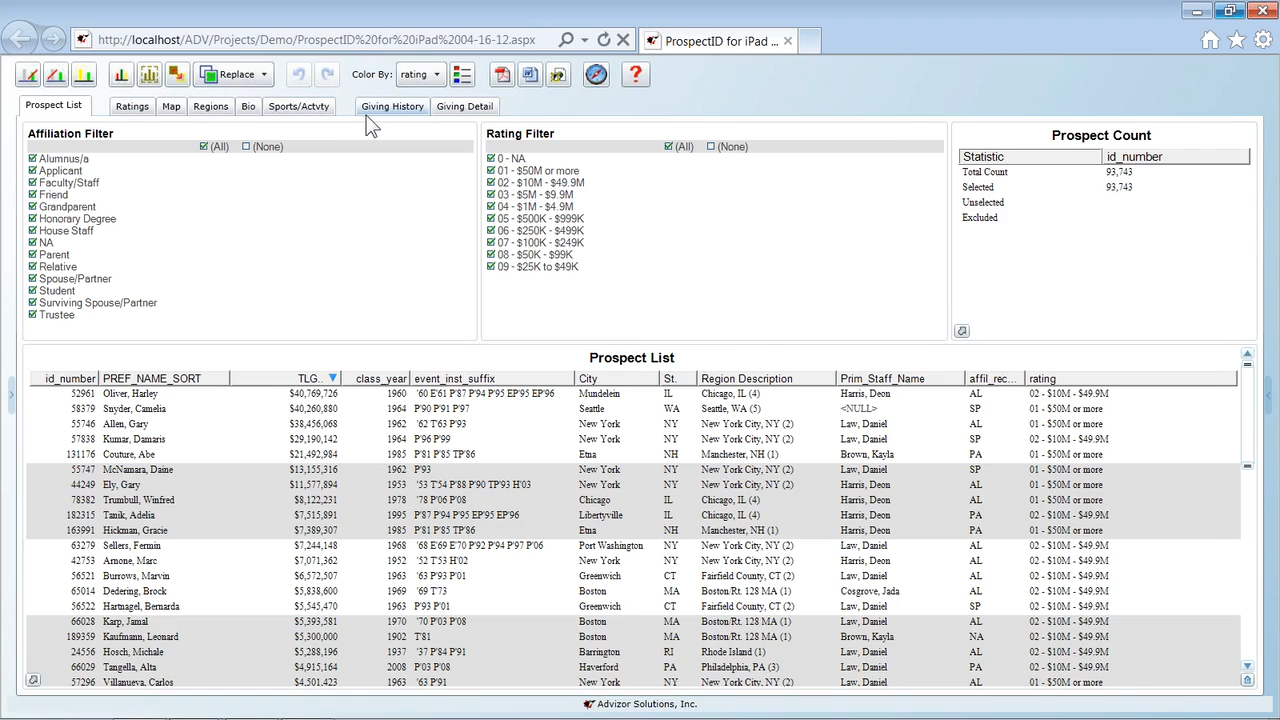 http://localhost/ADV/Projects/Demo/ProspectID%20for%20iPad%2004-16-12.aspx
ProspectID for iPad ...
Replace
Color By: rating
Prospect List Ratings Map Regions Bio Sports/Actvty Giving History Giving Detail
Affiliation Filter
(All) (None)
Alumnus/a
Applicant
Faculty/Staff
Friend
Grandparent
Honorary Degree
House Staff
NA
Parent
Relative
Spouse/Partner
Student
Surviving Spouse/Partner
Trustee
Rating Filter
(All) (None)
0 - NA
01 - $50M or more
02 - $10M - $49.9M
03 - $5M - $9.9M
04 - $1M - $4.9M
05 - $500K - $999K
06 - $250K - $499K
07 - $100K - $249K
08 - $50K - $99K
09 - $25K to $49K
Prospect Count
Statistic id_number
Total Count 93,743
Selected 93,743
Unselected
Excluded
Prospect List
id_number PREF_NAME_SORT TLG.. class_year event_inst_suffix City St. Region Description Prim_Staff_Name affil_rec... rating
52961 Oliver, Harley $40,769,726 1960 '60 E'61 P'87 P'94 P'95 EP'95 EP'96 Mundelein IL Chicago, IL (4) Harris, Deon AL 02 - $10M - $49.9M
58379 Snyder, Camelia $40,260,880 1964 P'90 P'91 P'97 Seattle WA Seattle, WA (5) <NULL> SP 01 - $50M or more
55746 Allen, Gary $38,456,068 1962 '62 T'63 P'93 New York NY New York City, NY (2) Law, Daniel AL 01 - $50M or more
57838 Kumar, Damaris $29,190,142 1964 P'96 P'99 New York NY New York City, NY (2) Law, Daniel SP 02 - $10M - $49.9M
131176 Couture, Abe $21,492,984 1985 P'81 P'85 TP'86 Etna NH Manchester, NH (1) Brown, Kayla PA 01 - $50M or more
55747 McNamara, Daine $13,155,316 1962 P'93 New York NY New York City, NY (2) Law, Daniel SP 01 - $50M or more
44249 Ely, Gary $11,577,894 1953 '53 T'54 P'88 P'90 TP'93 H'03 New York NY New York City, NY (2) Harris, Deon AL 01 - $50M or more
78382 Trumbull, Winfred $8,122,231 1978 '78 P'06 P'08 Chicago IL Chicago, IL (4) Harris, Deon AL 02 - $10M - $49.9M
182315 Tanik, Adelia $7,515,891 1995 P'87 P'94 P'95 EP'95 EP'96 Libertyville IL Chicago, IL (4) Harris, Deon PA 02 - $10M - $49.9M
163991 Hickman, Gracie $7,389,307 1985 P'81 P'85 TP'86 Etna NH Manchester, NH (1) Brown, Kayla PA 01 - $50M or more
63279 Sellers, Fermin $7,244,148 1968 '68 E'69 E'70 P'92 P'94 P'97 P'06 Port Washington NY New York City, NY (2) Law, Daniel AL 02 - $10M - $49.9M
42753 Arnone, Marc $7,071,362 1952 '52 T'53 H'02 New York NY New York City, NY (2) Harris, Deon AL 02 - $10M - $49.9M
56521 Burrows, Marvin $6,572,507 1963 '63 P'93 P'01 Greenwich CT Fairfield County, CT (2) Law, Daniel AL 02 - $10M - $49.9M
65014 Dedering, Brock $5,838,600 1969 '69 T'73 Boston MA Boston/Rt. 128 MA (1) Cosgrove, Jada AL 02 - $10M - $49.9M
56522 Hartnagel, Bernarda $5,545,470 1963 P'93 P'01 Greenwich CT Fairfield County, CT (2) Law, Daniel SP 02 - $10M - $49.9M
66028 Karp, Jamal $5,393,581 1970 '70 P'03 P'08 Boston MA Boston/Rt. 128 MA (1) Law, Daniel AL 02 - $10M - $49.9M
189359 Kaufmann, Leonard $5,300,000 1902 T'81 Boston MA Boston/Rt. 128 MA (1) Brown, Kayla NA 01 - $50M or more
24556 Hosch, Michale $5,288,196 1937 '37 P'84 P'91 Barrington RI Rhode Island (1) Law, Daniel AL 02 - $10M - $49.9M
66029 Tangella, Alta $4,915,164 2008 P'03 P'08 Haverford PA Philadelphia, PA (3) Law, Daniel PA 02 - $10M - $49.9M
57296 Villanueva, Carlos $4,501,423 1963 '63 P'91 New York NY New York City, NY (2) Law, Daniel AL 01 - $50M or more
Advizor Solutions, Inc.